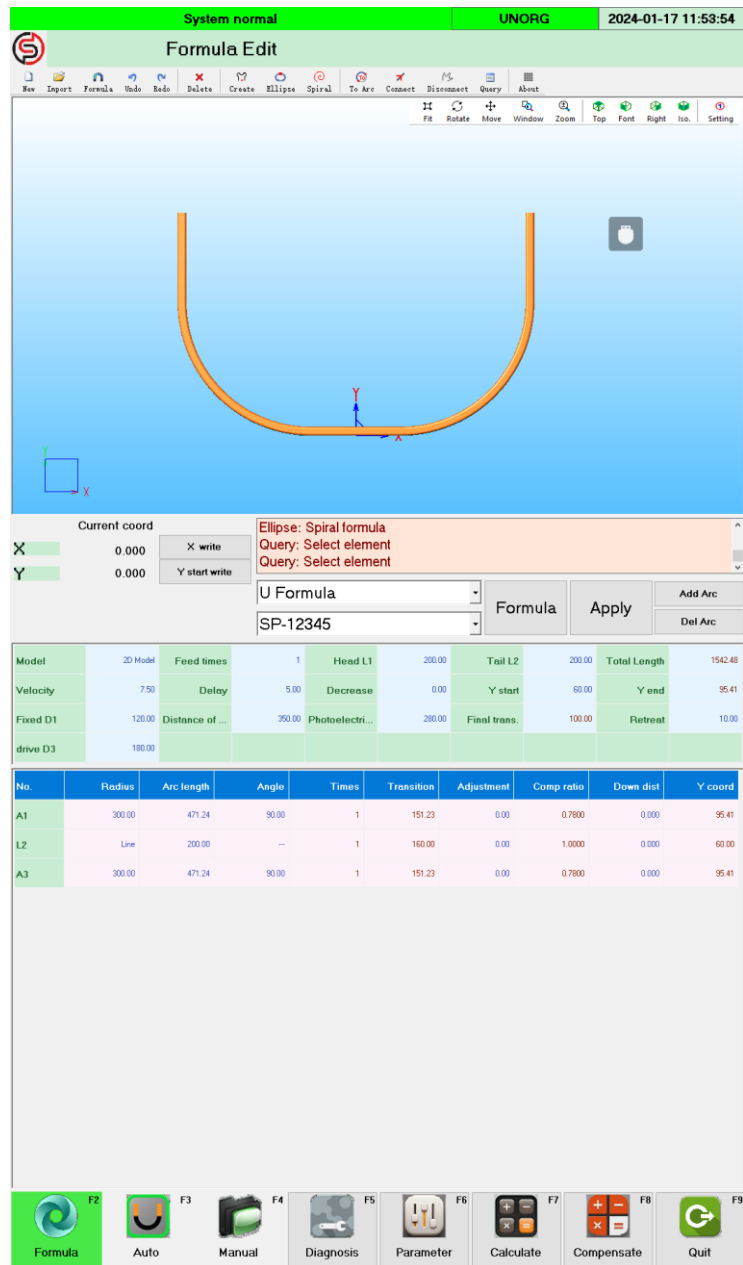 System normal UNORG 2024-01-17 11:53:54
Formula Edit
New Import Formula Undo Redo Delete Create Ellipse Spiral To Arc Connect Disconnect Query About
Fit Rotate Move Window Zoom Top Font Right Iso. Setting
Y
X
Y
X
Current coord
X 0.000 X write
Y 0.000 Y start write
Ellipse: Spiral formula
Query: Select element
Query: Select element
U Formula
SP-12345
Formula Apply Add Arc
Del Arc
Model 2D Model Feed times 1 Head L1 200.00 Tail L2 200.00 Total Length 1542.48
Velocity 7.50 Delay 5.00 Decrease 0.00 Y start 60.00 Y end 95.41
Fixed D1 120.00 Distance of ... 350.00 Photoelectri... 280.00 Final trans. 100.00 Retreat 10.00
drive D3 180.00
No. Radius Arc length Angle Times Transition Adjustment Comp ratio Down dist Y coord
A1 300.00 471.24 90.00 1 151.23 0.00 0.7800 0.000 95.41
L2 Line 200.00 -- 1 160.00 0.00 1.0000 0.000 60.00
A3 300.00 471.24 90.00 1 151.23 0.00 0.7800 0.000 95.41
F2 F3 F4 F5 F6 F7 F8 F9
Formula Auto Manual Diagnosis Parameter Calculate Compensate Quit